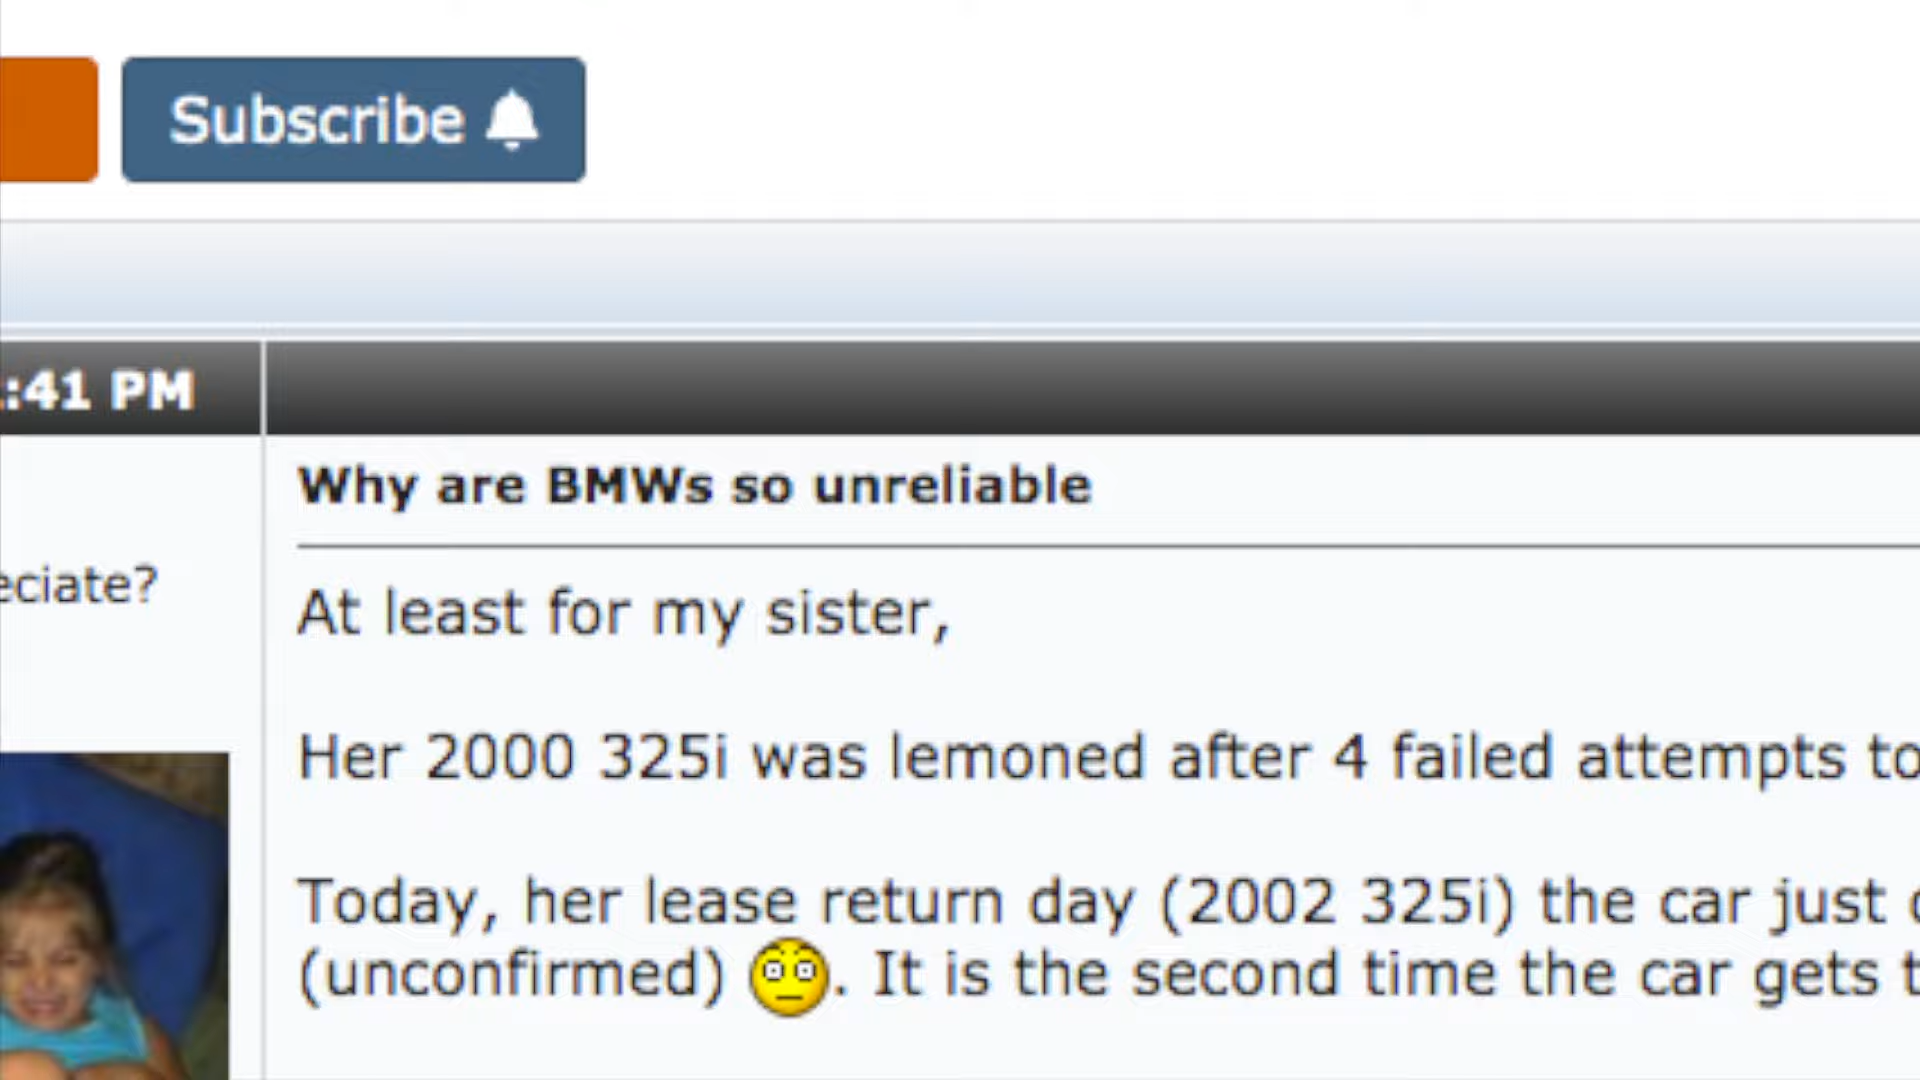 Subscribe
:41 PM
Why are BMWs so unreliable
eciate?
At least for my sister,
Her 2000 325i was lemoned after 4 failed attempts to
Today, her lease return day (2002 325i) the car just
(unconfirmed) . It is the second time the car gets